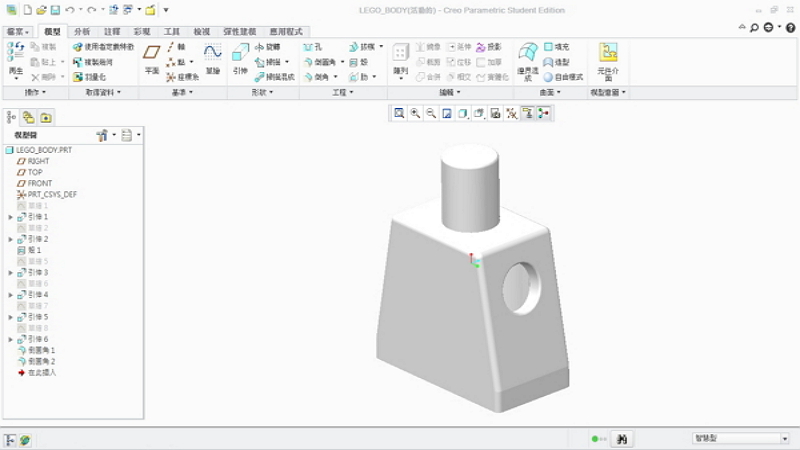 LEGO_BODY(活動的) - Creo Parametric Student Edition
檔案 模型 分析 註解 彩現 工具 檢視 彈性建模 應用程式
再生
複製
貼上
刪除
使用者定義特徵
複製幾何
收縮包絡
平面
軸
點
座標系
草繪
拉伸
旋轉
掃描
掃描混成
孔
倒圓角
倒角
拔模
殼
肋
陣列
鏡像
延伸
投影
修剪
偏移
加厚
合併
相交
實體化
邊界混成
填充
造型
自由樣式
元件介面
操作 取得資料 基準 形狀 工程 編輯 曲面 模型意圖
模型樹
LEGO_BODY.PRT
RIGHT
TOP
FRONT
PRT_CSYS_DEF
草繪 1
引伸 1
草繪 2
引伸 2
殼 1
草繪 5
引伸 3
草繪 6
引伸 4
草繪 7
引伸 5
草繪 8
引伸 6
倒圓角 1
倒圓角 2
在此插入
智慧型